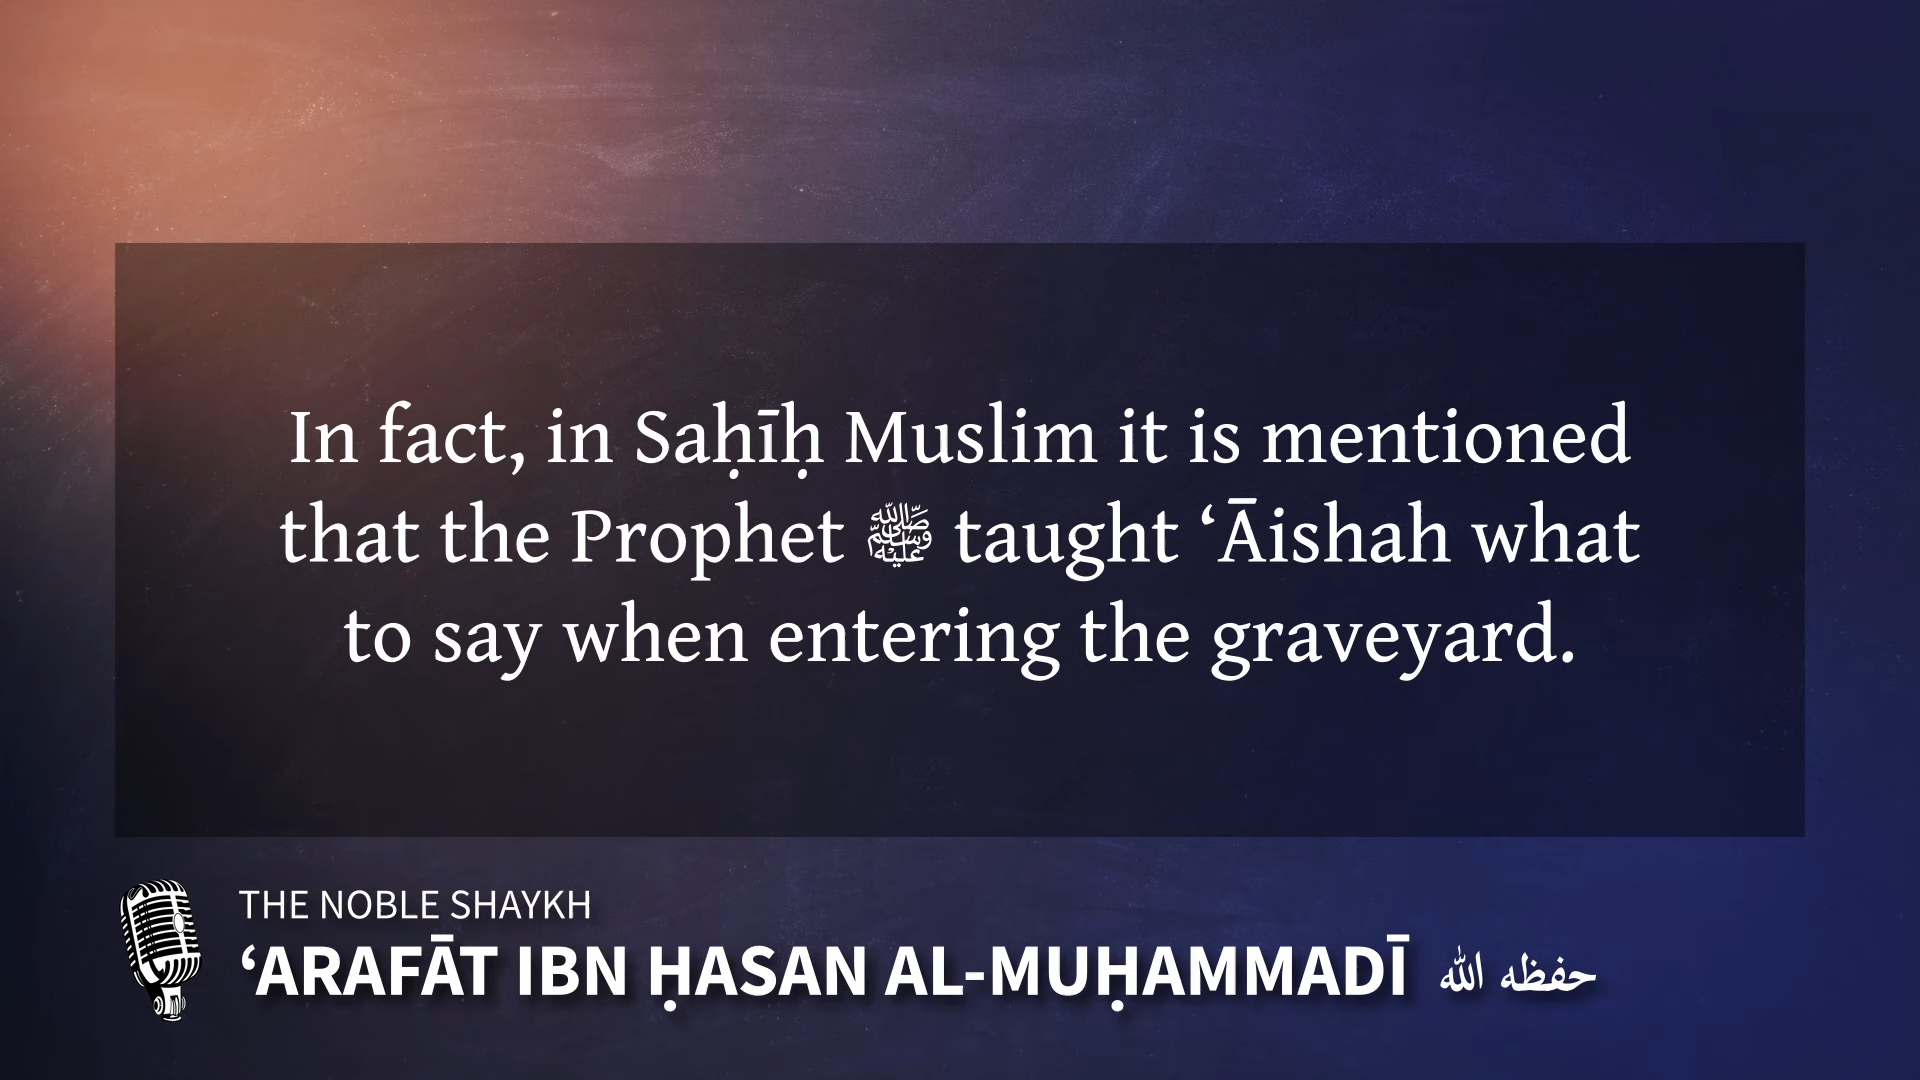 In fact, in Saḥīḥ Muslim it is mentioned
that the Prophet ﷺ taught ‘Āishah what
to say when entering the graveyard.
THE NOBLE SHAYKH
‘ARAFĀT IBN ḤASAN AL-MUḤAMMADĪ حفظه الله